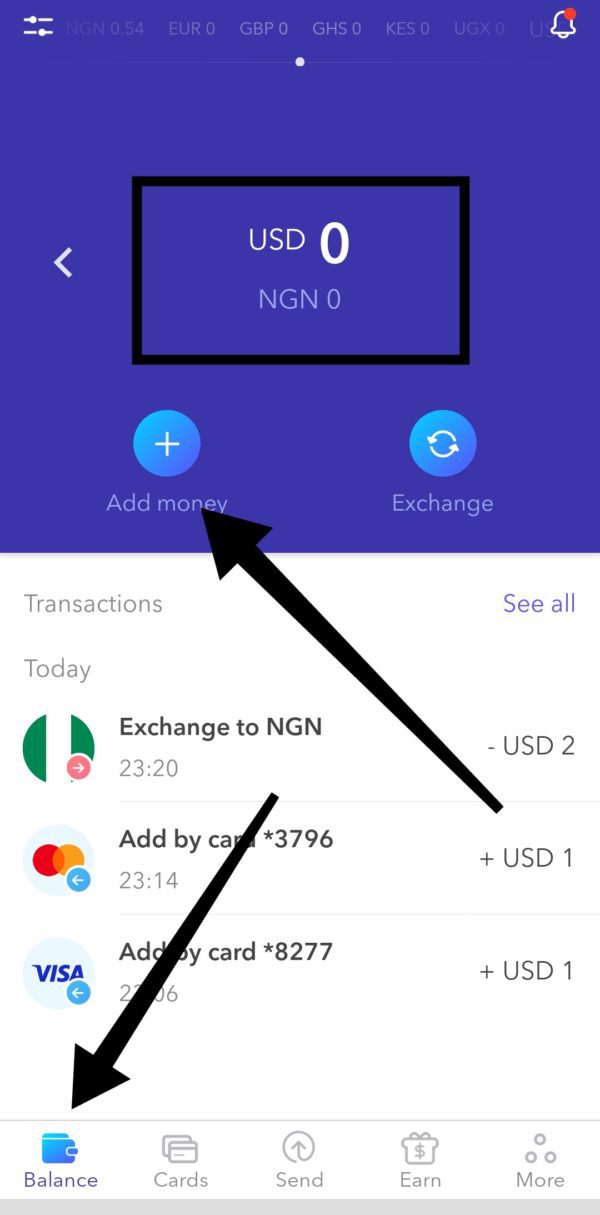 NGN 0.54 EUR 0 GBP 0 GHS 0 KES 0 UGX 0
USD 0
NGN 0
Add money Exchange
Transactions See all
Today
Exchange to NGN
- USD 2
23:20
Add by card *3796
+ USD 1
23:14
Add by card *8277
+ USD 1
VISA
Balance Cards Send Earn More